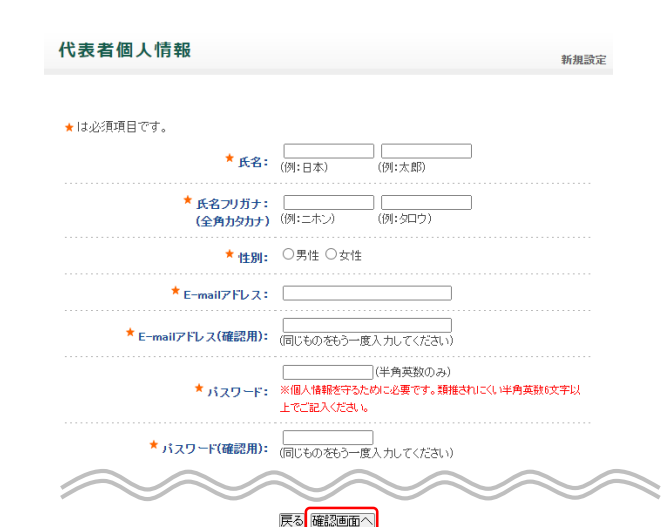 代表者個人情報
新規設定
★は必須項目です。
★ 氏名:
(例:日本) (例:太郎)
★ 氏名フリガナ:
(全角カタカナ) (例:ニホン) (例:タロウ)
★ 性別: ○男性 ○女性
★ E-mailアドレス:
★ E-mailアドレス(確認用):
(同じものをもう一度入力してください)
(半角英数のみ)
★ パスワード: ※個人情報を守るために必要です。類推されにくい半角英数6文字以
上でご記入ください。
★ パスワード(確認用):
(同じものをもう一度入力してください)
戻る 確認画面へ